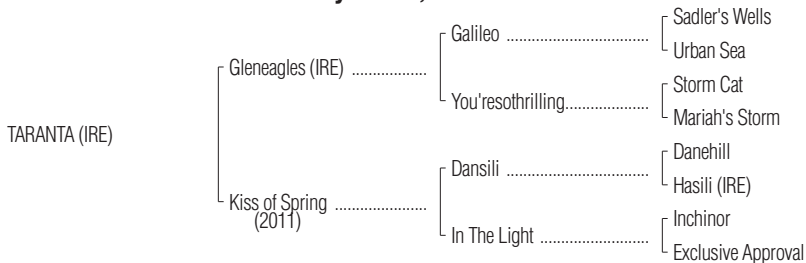 Sadler's Wells
Galileo ..................................
Urban Sea
Gleneagles (IRE) ..................
Storm Cat
You'resothrilling....................
Mariah's Storm
TARANTA (IRE)
Danehill
Dansili ..................................
Hasili (IRE)
Kiss of Spring ......................
(2011)
Inchinor
In The Light ..........................
Exclusive Approval